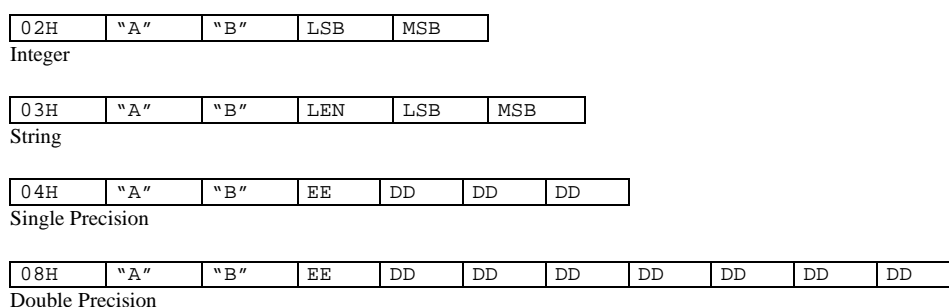 02H “A” “B” LSB MSB
Integer
03H “A” “B” LEN LSB MSB
String
04H “A” “B” EE DD DD DD
Single Precision
08H “A” “B” EE DD DD DD DD DD DD DD
Double Precision